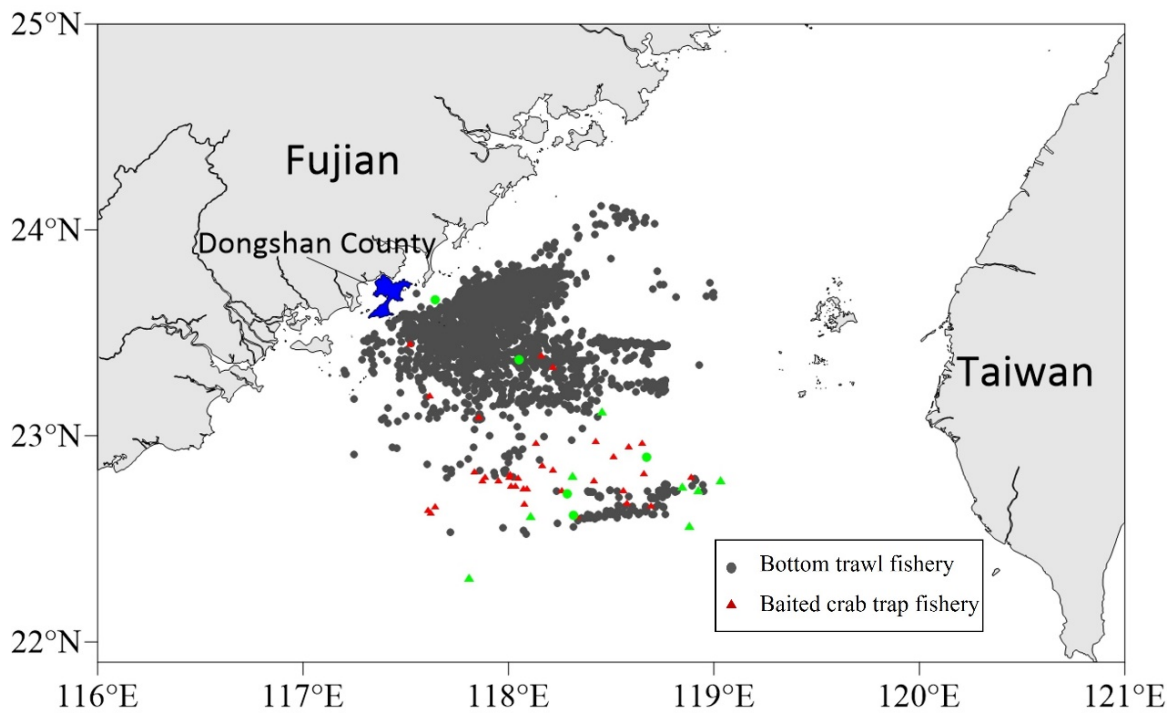 25°N
Fujian
24°N
Dongshan County
Taiwan
23°N
Bottom trawl fishery
Baited crab trap fishery
22°N
116°E 117°E 118°E 119°E 120°E 121°E